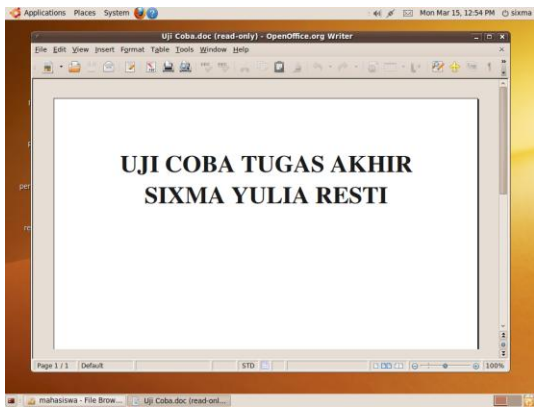 Applications Places System Mon Mar 15, 12:54 PM sixma
Uji Coba.doc (read-only) - OpenOffice.org Writer
File Edit View Insert Format Table Tools Window Help
UJI COBA TUGAS AKHIR
SIXMA YULIA RESTI
Page 1 / 1 Default STD 100%
mahasiswa - File Brow... Uji Coba.doc (read-onl...